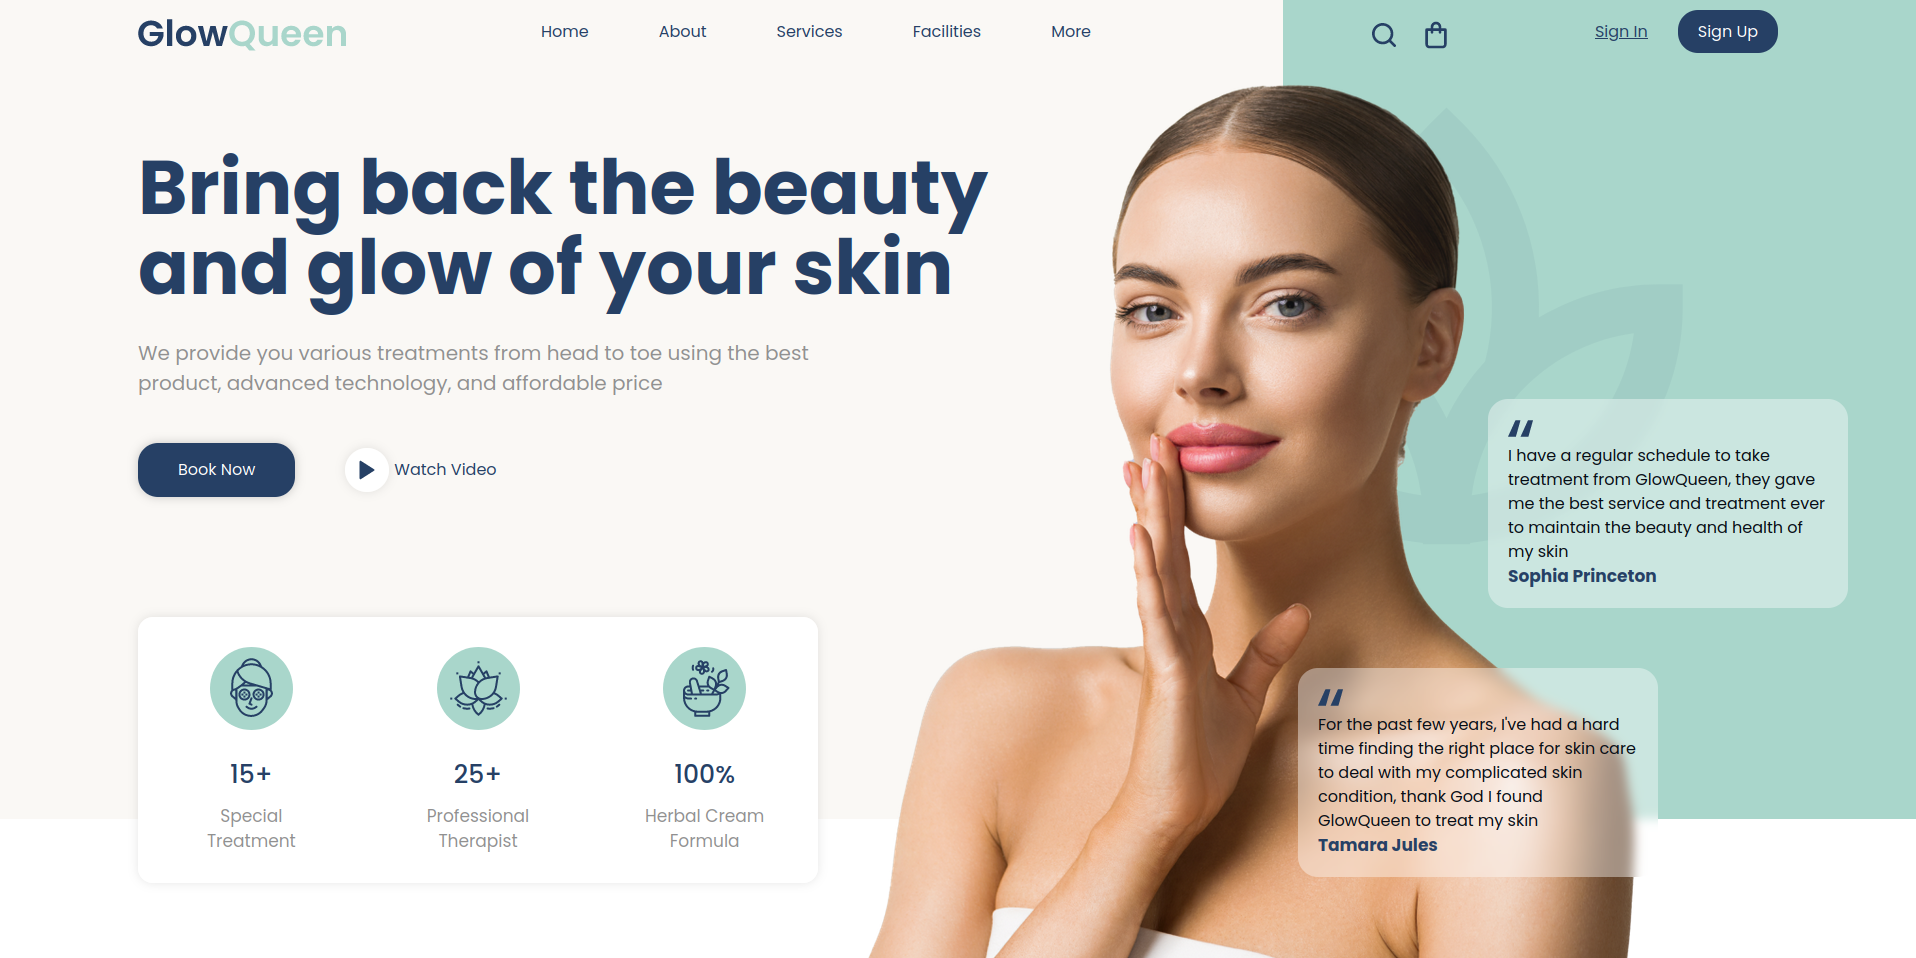 GlowQueen
Home About Services Facilities More
Sign In Sign Up
Bring back the beauty
and glow of your skin
We provide you various treatments from head to toe using the best
product, advanced technology, and affordable price
Book Now Watch Video
15+
Special
Treatment
25+
Professional
Therapist
100%
Herbal Cream
Formula
I have a regular schedule to take
treatment from GlowQueen, they gave
me the best service and treatment ever
to maintain the beauty and health of
my skin
Sophia Princeton
For the past few years, I've had a hard
time finding the right place for skin care
to deal with my complicated skin
condition, thank God I found
GlowQueen to treat my skin
Tamara Jules